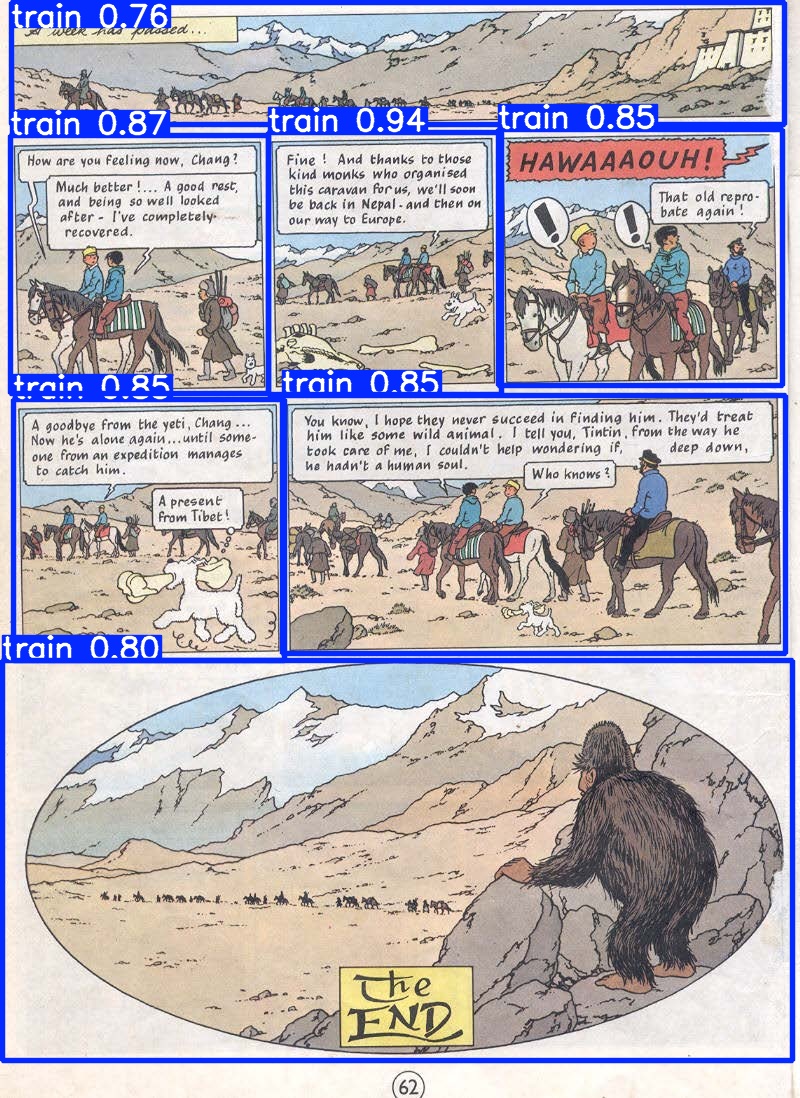 train 0.76
A week has passed...
train 0.87
train 0.94
train 0.85
How are you feeling now, Chang?
Much better!... A good rest,
and being so well looked
after - I've completely
recovered.
Fine! And thanks to those
kind monks who organised
this caravan for us, we'll soon
be back in Nepal - and then on
our way to Europe.
HAWAAAOUH!
!
!
That old repro-
bate again!
train 0.85
train 0.85
A goodbye from the yeti, Chang...
Now he's alone again... until some-
one from an expedition manages
to catch him.
A present
from Tibet!
You know, I hope they never succeed in finding him. They'd treat
him like some wild animal. I tell you, Tintin, from the way he
took care of me, I couldn't help wondering if, deep down,
he hadn't a human soul.
Who knows?
train 0.80
The
END
62